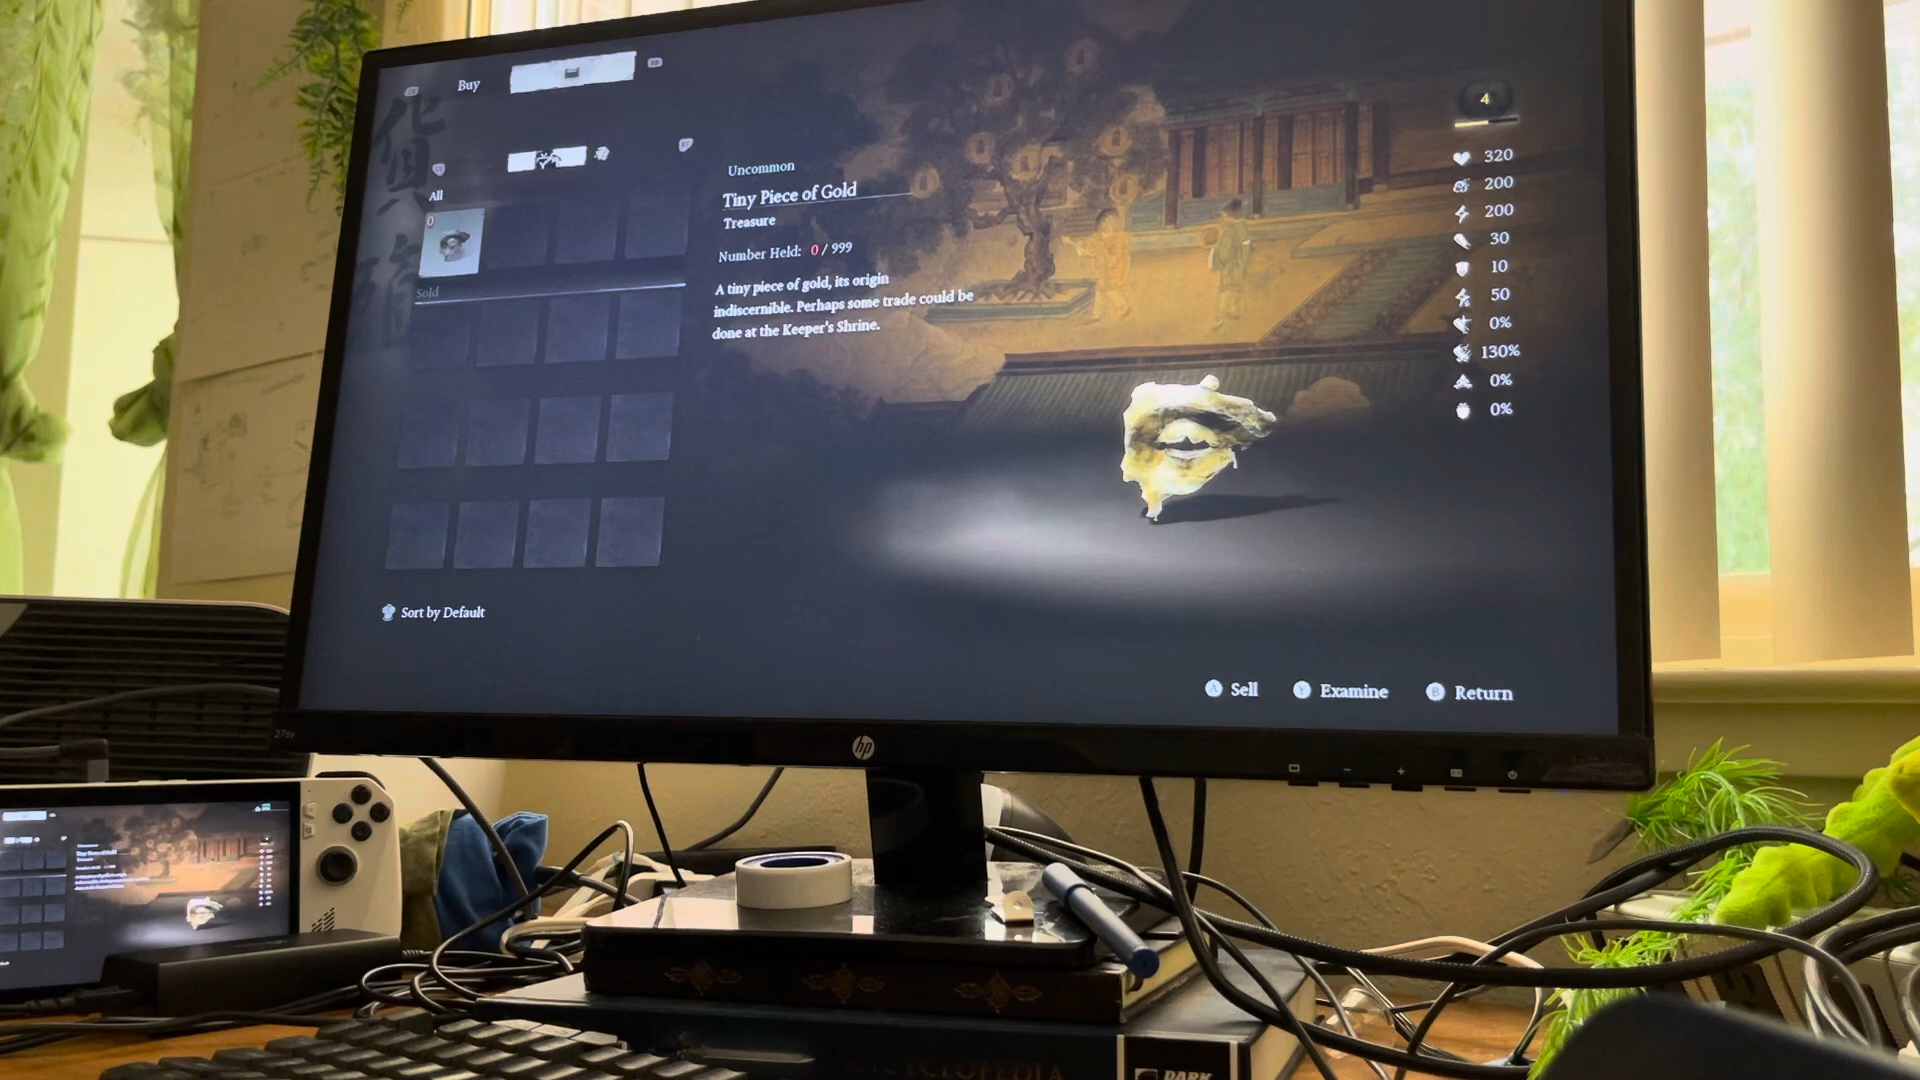 Buy
All
0
Sold
Sort by Default
Uncommon
Tiny Piece of Gold
Treasure
Number Held: 0 / 999
A tiny piece of gold, its origin
indiscernible. Perhaps some trade could be
done at the Keeper's Shrine.
4
320
200
200
30
10
50
0%
130%
0%
0%
A Sell
Y Examine
B Return
hp
DARK